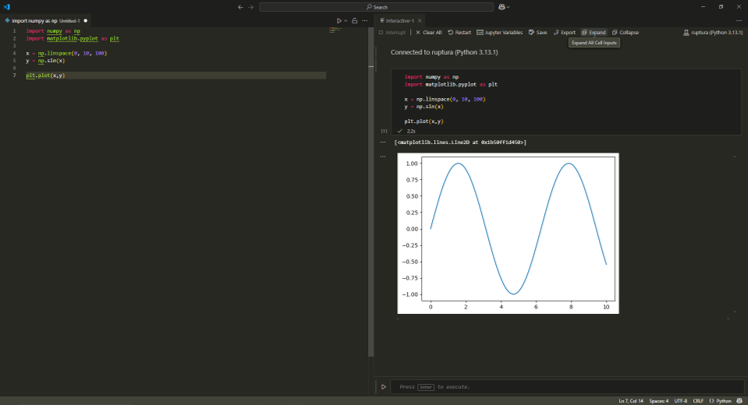 Search
import numpy as np Untitled-1
1 import numpy as np
2 import matplotlib.pyplot as plt
3
4 x = np.linspace(0, 10, 100)
5 y = np.sin(x)
6
7 plt.plot(x,y)
Interactive-1
Interrupt Clear All Restart Jupyter Variables Save Export Expand Collapse ruptura (Python 3.13.1)
Expand All Cell Inputs
Connected to ruptura (Python 3.13.1)
import numpy as np
import matplotlib.pyplot as plt
x = np.linspace(0, 10, 100)
y = np.sin(x)
plt.plot(x,y)
[1] 2.2s
[<matplotlib.lines.Line2D at 0x1b50ff1d450>]
1.00
0.75
0.50
0.25
0.00
−0.25
−0.50
−0.75
−1.00
0 2 4 6 8 10
Press Enter to execute.
Ln 7, Col 14 Spaces: 4 UTF-8 CRLF Python